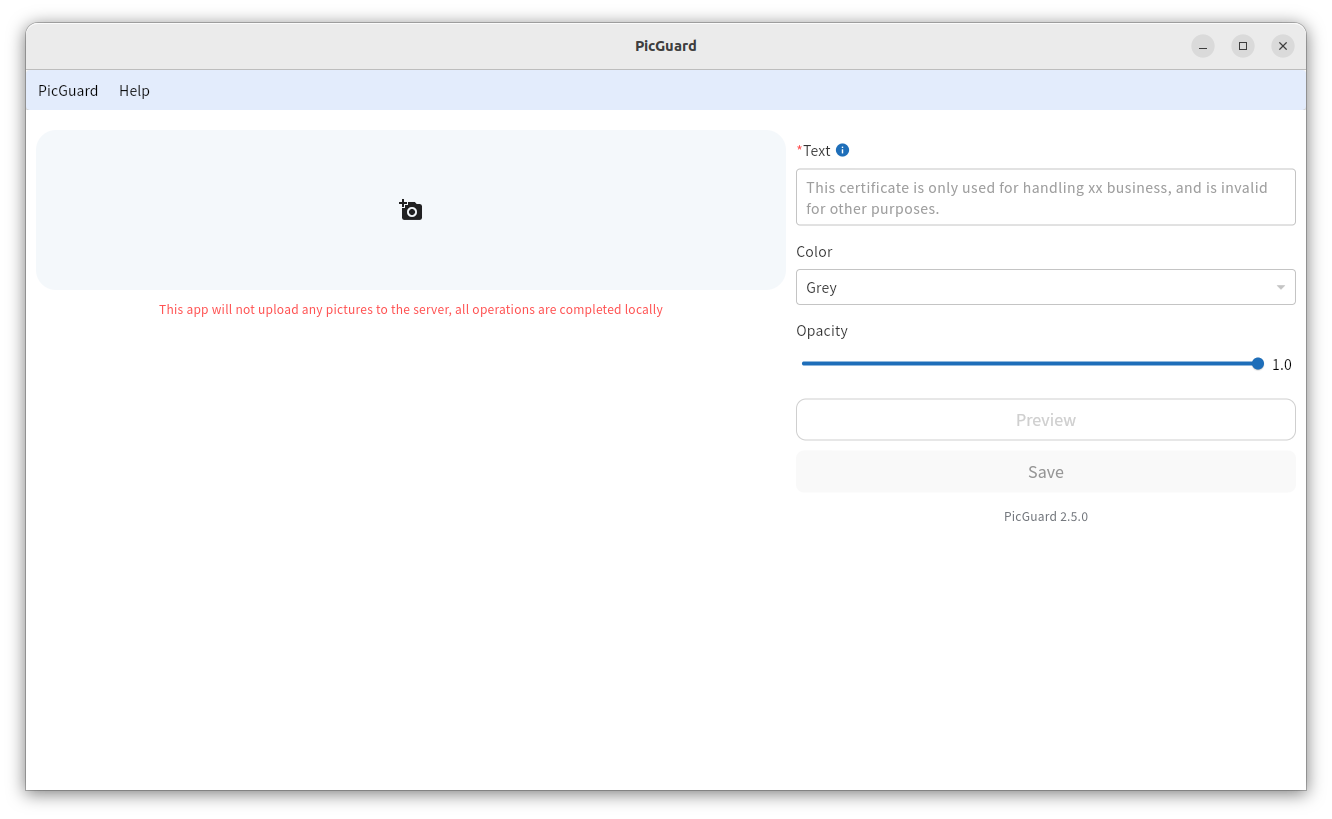 PicGuard
PicGuard Help
This app will not upload any pictures to the server, all operations are completed locally
*Text
This certificate is only used for handling xx business, and is invalid
for other purposes.
Color
Grey
Opacity
1.0
Preview
Save
PicGuard 2.5.0